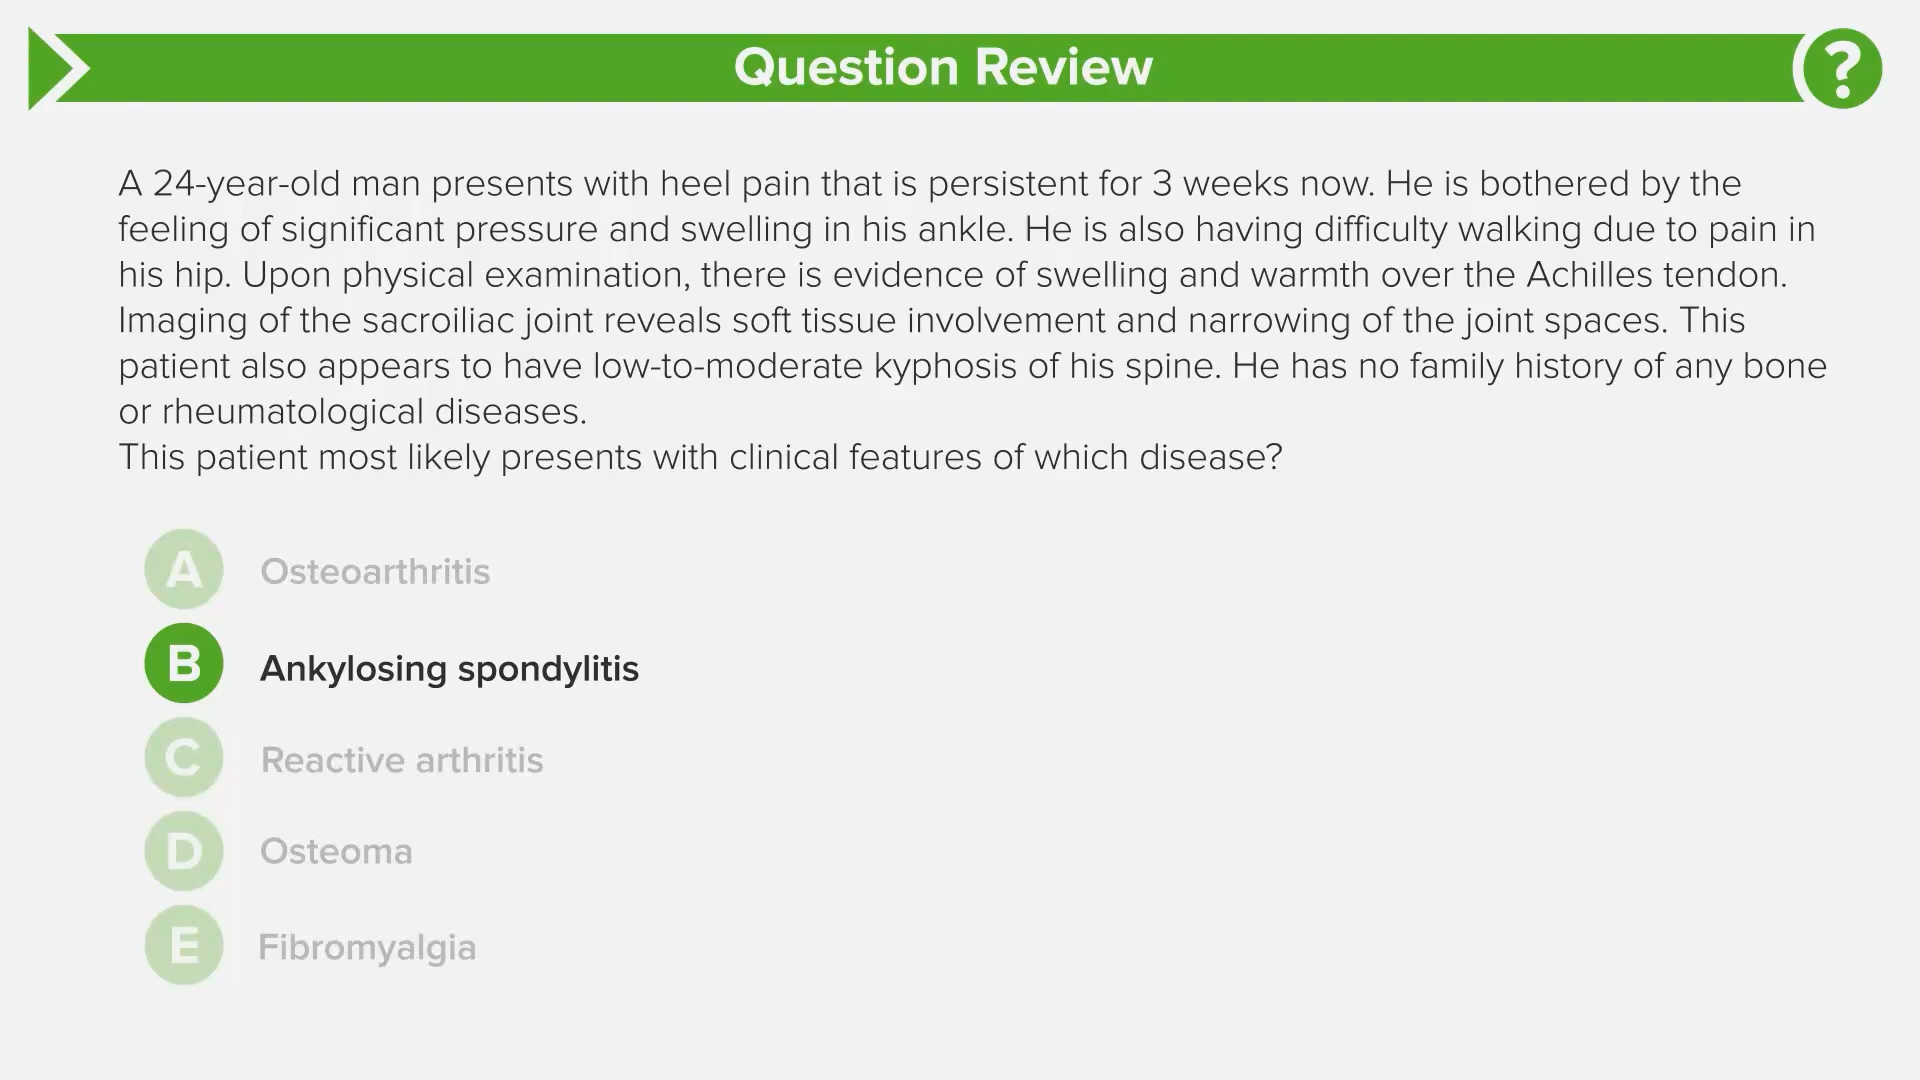 Question Review
?
A 24-year-old man presents with heel pain that is persistent for 3 weeks now. He is bothered by the
feeling of significant pressure and swelling in his ankle. He is also having difficulty walking due to pain in
his hip. Upon physical examination, there is evidence of swelling and warmth over the Achilles tendon.
Imaging of the sacroiliac joint reveals soft tissue involvement and narrowing of the joint spaces. This
patient also appears to have low-to-moderate kyphosis of his spine. He has no family history of any bone
or rheumatological diseases.
This patient most likely presents with clinical features of which disease?
A Osteoarthritis
B Ankylosing spondylitis
C Reactive arthritis
D Osteoma
E Fibromyalgia